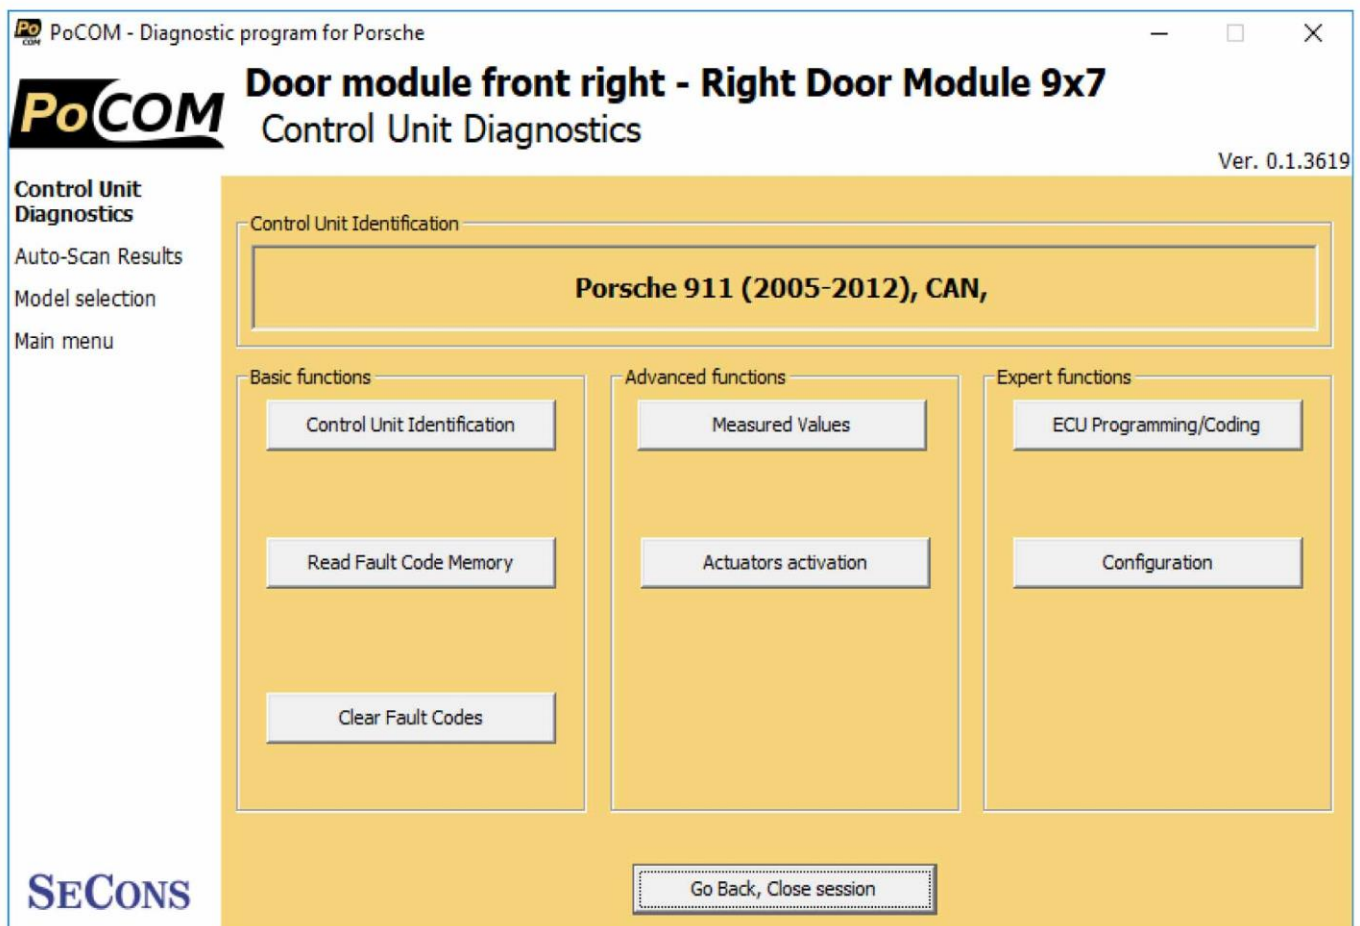 Po
COM
PoCOM - Diagnostic program for Porsche
PoCOM
Door module front right - Right Door Module 9x7
Control Unit Diagnostics
Ver. 0.1.3619
Control Unit
Diagnostics
Auto-Scan Results
Model selection
Main menu
Control Unit Identification
Porsche 911 (2005-2012), CAN,
Basic functions
Control Unit Identification
Read Fault Code Memory
Clear Fault Codes
Advanced functions
Measured Values
Actuators activation
Expert functions
ECU Programming/Coding
Configuration
Go Back, Close session
SECONS